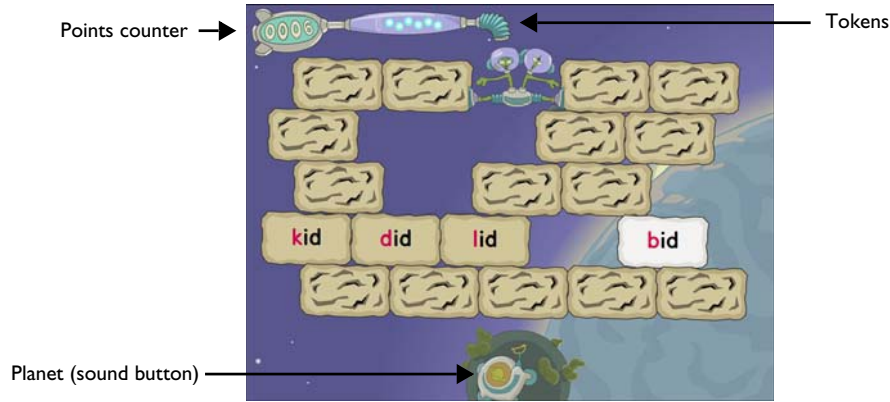 Points counter
Tokens
0006
kid
did
lid
bid
Planet (sound button)